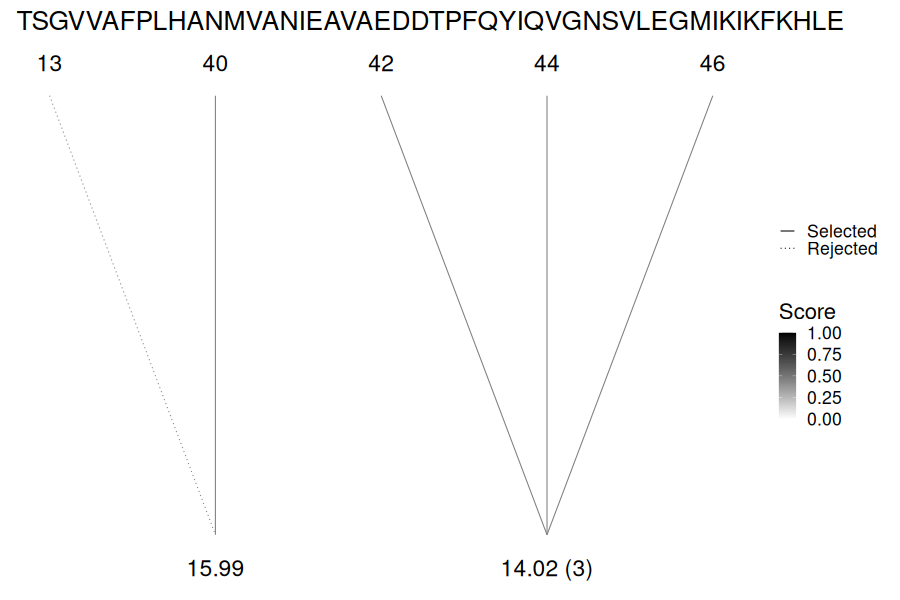 TSGVVAFPLHANMVANIEAVAEDDTPFQYIQVGNSVLEGMIKIKFKHLE
13 40 42 44 46
Selected
Rejected
Score
1.00
0.75
0.50
0.25
0.00
15.99 14.02 (3)